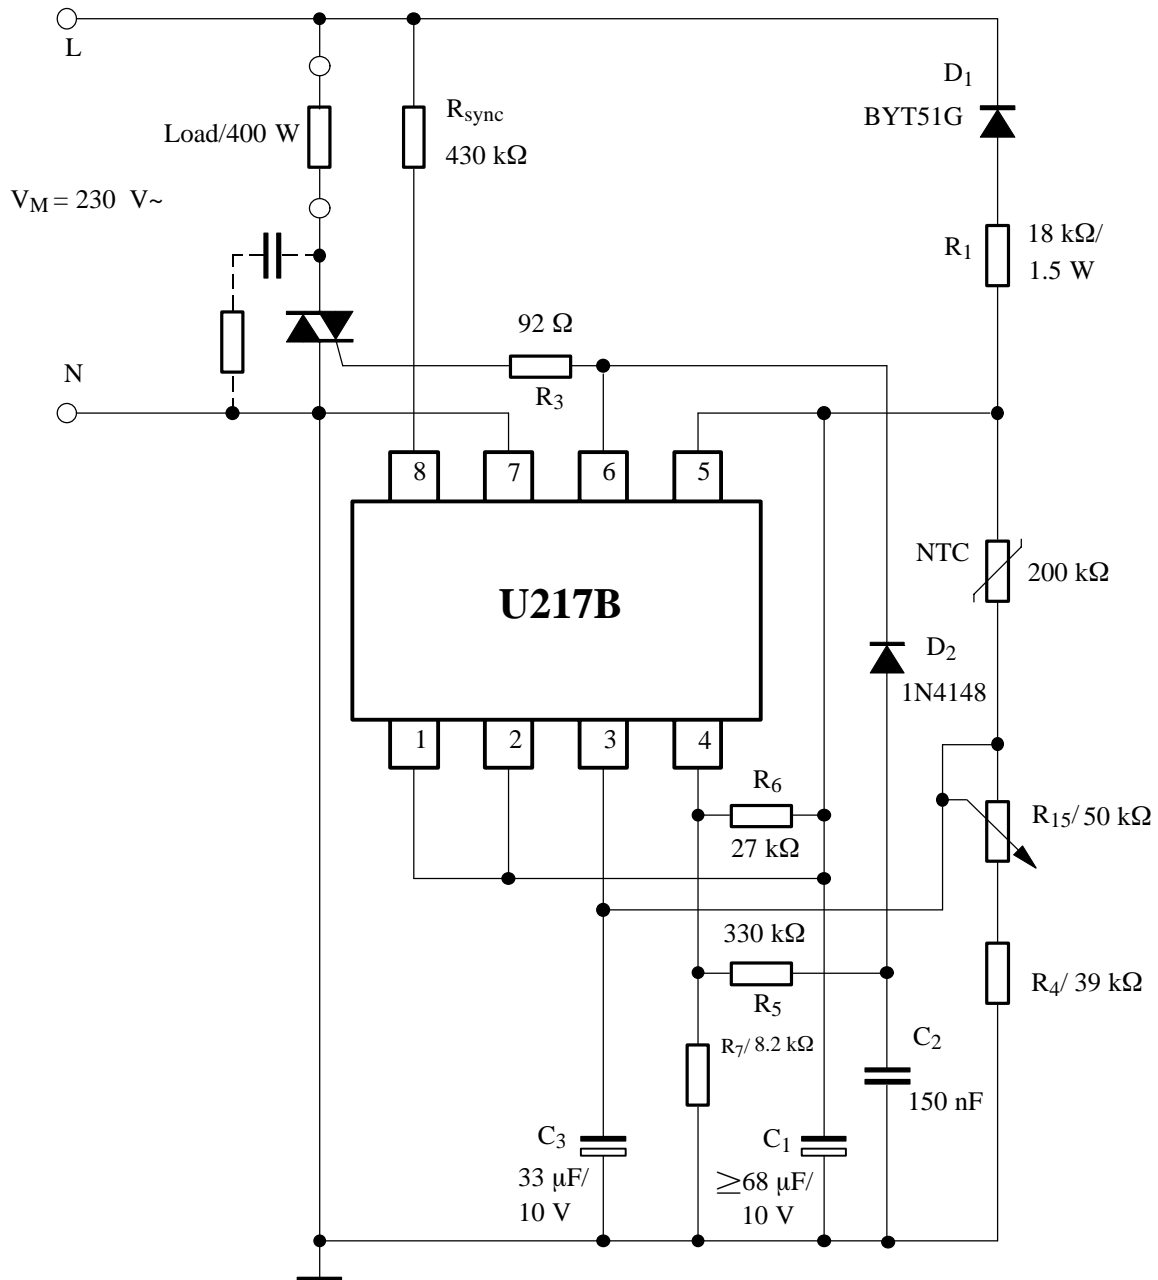 L
D1
BYT51G
Rsync
430 kΩ
Load/400 W
VM = 230 V~
R1
18 kΩ/
1.5 W
92 Ω
R3
N
8
7
6
5
NTC
200 kΩ
U217B
D2
1N4148
1
2
3
4
R6
27 kΩ
R15/ 50 kΩ
330 kΩ
R5
R4/ 39 kΩ
R7/ 8.2 kΩ
C2
150 nF
C3
33 μF/
10 V
C1
≥68 μF/
10 V